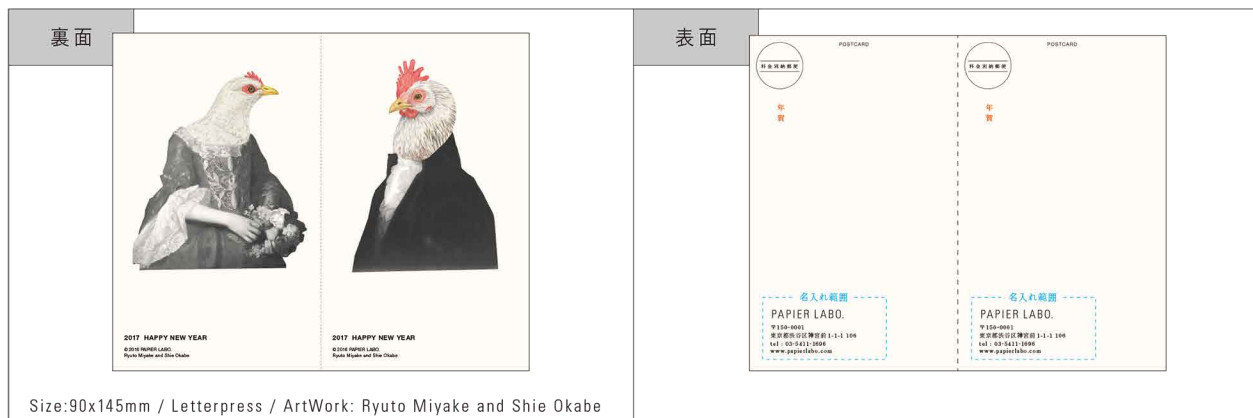 裏面
2017 HAPPY NEW YEAR
©2016 PAPIER LABO.
Ryuto Miyake and Shie Okabe
2017 HAPPY NEW YEAR
©2016 PAPIER LABO.
Ryuto Miyake and Shie Okabe
Size:90x145mm / Letterpress / ArtWork: Ryuto Miyake and Shie Okabe
表面
POSTCARD
料金別納郵便
年
賀
名入れ範囲
PAPIER LABO.
〒150-0001
東京都渋谷区神宮前 1-1-1 106
tel : 03-5411-1696
www.papierlabo.com
POSTCARD
料金別納郵便
年
賀
名入れ範囲
PAPIER LABO.
〒150-0001
東京都渋谷区神宮前 1-1-1 106
tel : 03-5411-1696
www.papierlabo.com